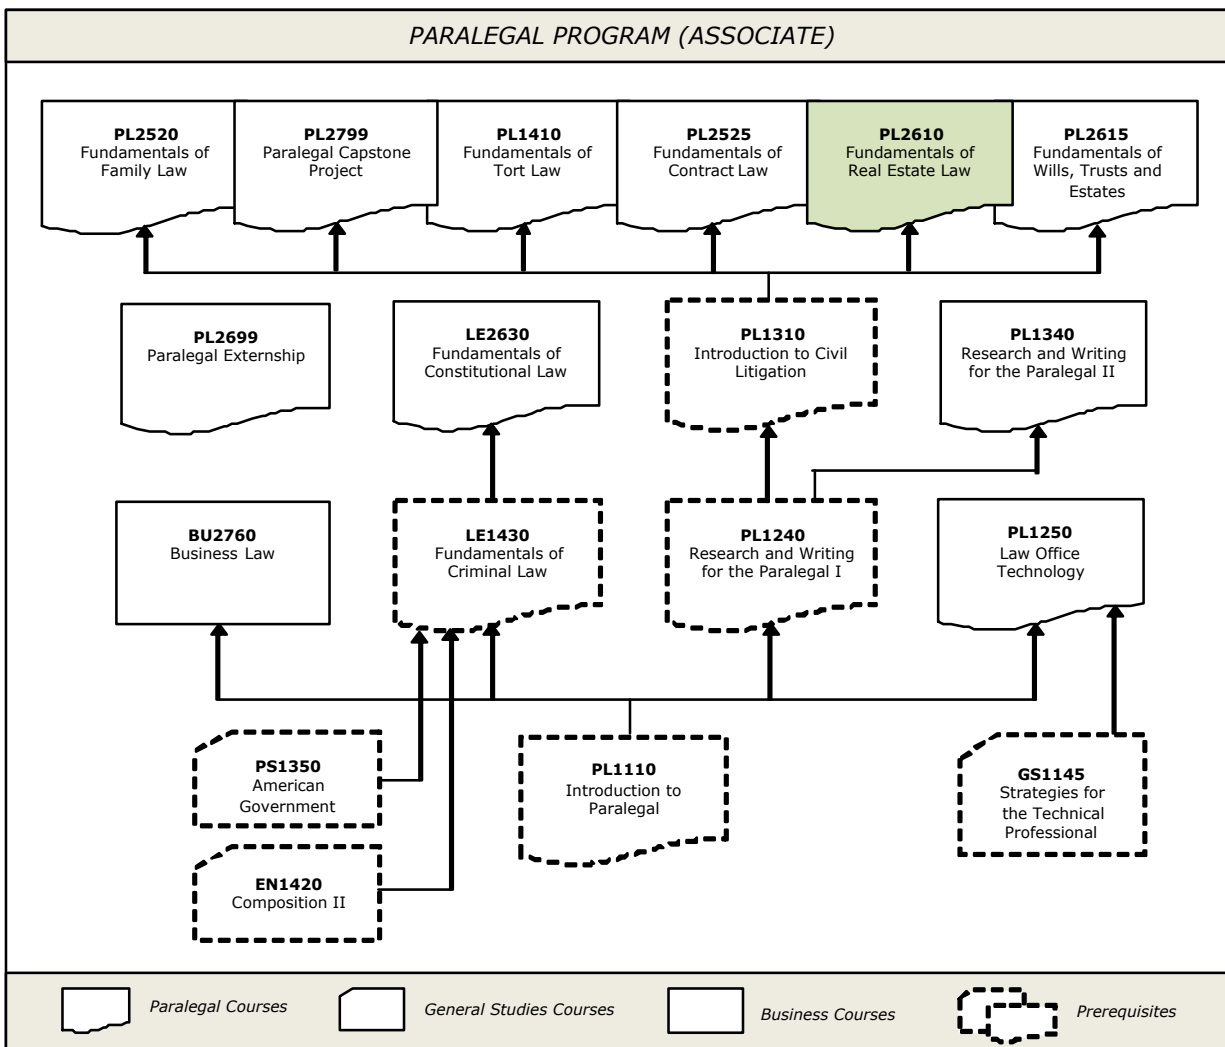 PARALEGAL PROGRAM (ASSOCIATE)
PL2520
Fundamentals of
Family Law
PL2799
Paralegal Capstone
Project
PL1410
Fundamentals of
Tort Law
PL2525
Fundamentals of
Contract Law
PL2610
Fundamentals of
Real Estate Law
PL2615
Fundamentals of
Wills, Trusts and
Estates
PL2699
Paralegal Externship
LE2630
Fundamentals of
Constitutional Law
PL1310
Introduction to Civil
Litigation
PL1340
Research and Writing
for the Paralegal II
BU2760
Business Law
LE1430
Fundamentals of
Criminal Law
PL1240
Research and Writing
for the Paralegal I
PL1250
Law Office
Technology
PS1350
American
Government
PL1110
Introduction to
Paralegal
GS1145
Strategies for
the Technical
Professional
EN1420
Composition II
Paralegal Courses
General Studies Courses
Business Courses
Prerequisites